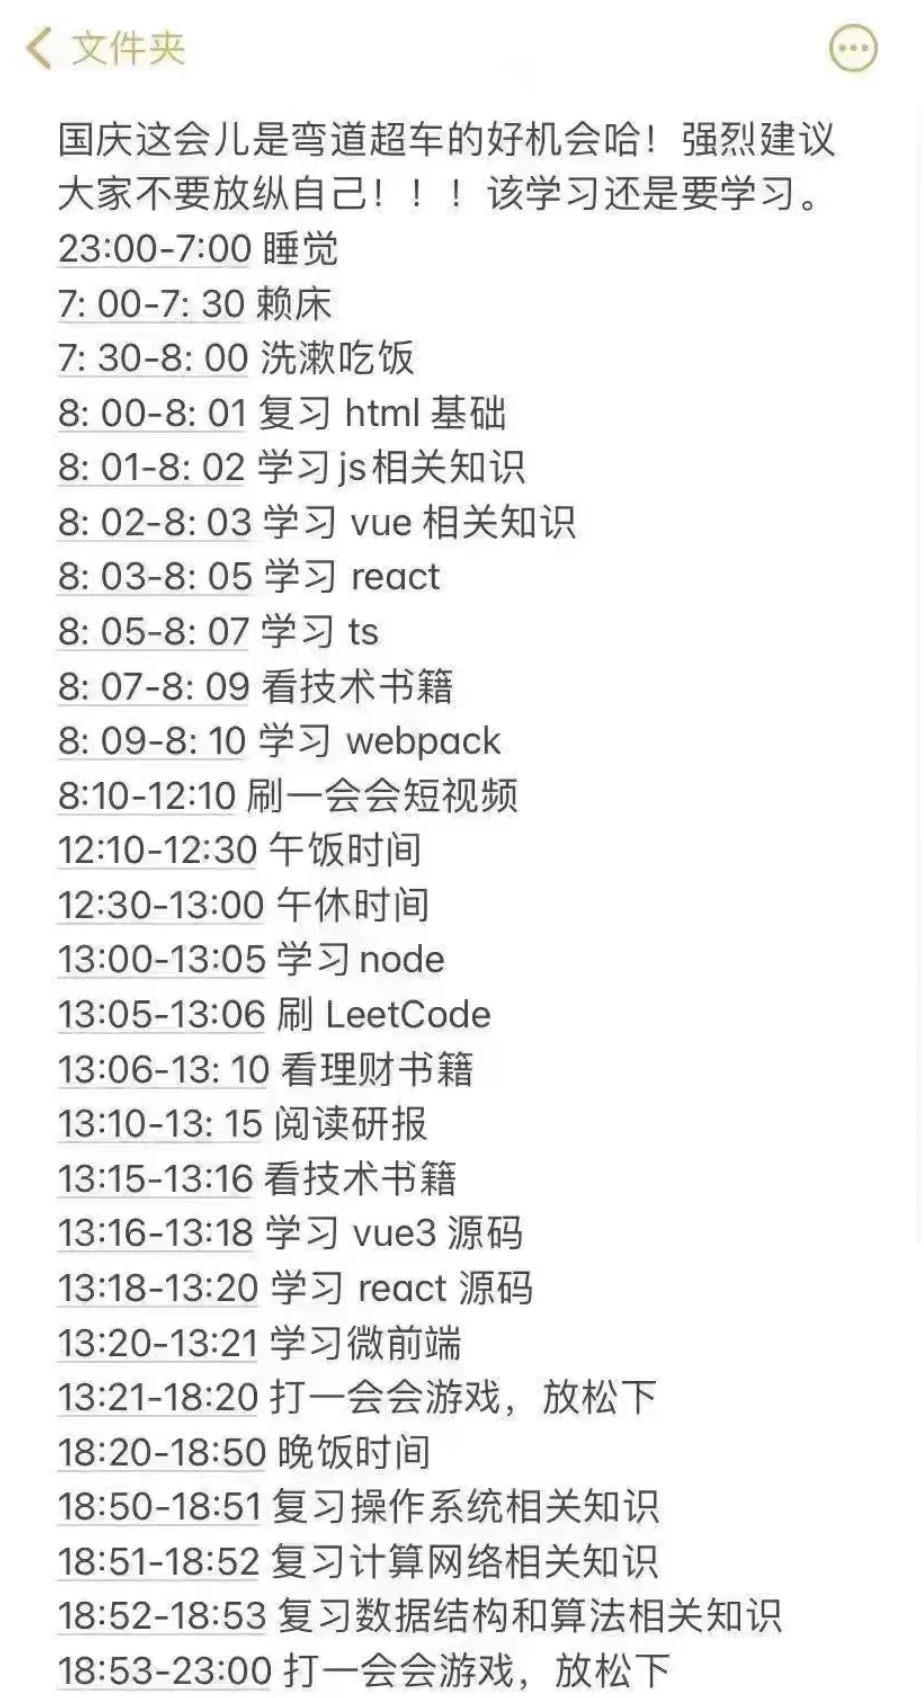 文件夹
国庆这会儿是弯道超车的好机会哈！强烈建议
大家不要放纵自己！！！该学习还是要学习。
23:00-7:00 睡觉
7: 00-7: 30 赖床
7: 30-8: 00 洗漱吃饭
8: 00-8: 01 复习 html 基础
8: 01-8: 02 学习js相关知识
8: 02-8: 03 学习 vue 相关知识
8: 03-8: 05 学习 react
8: 05-8: 07 学习 ts
8: 07-8: 09 看技术书籍
8: 09-8: 10 学习 webpack
8:10-12:10 刷一会会短视频
12:10-12:30 午饭时间
12:30-13:00 午休时间
13:00-13:05 学习node
13:05-13:06 刷 LeetCode
13:06-13: 10 看理财书籍
13:10-13: 15 阅读研报
13:15-13:16 看技术书籍
13:16-13:18 学习 vue3 源码
13:18-13:20 学习 react 源码
13:20-13:21 学习微前端
13:21-18:20 打一会会游戏，放松下
18:20-18:50 晚饭时间
18:50-18:51 复习操作系统相关知识
18:51-18:52 复习计算网络相关知识
18:52-18:53 复习数据结构和算法相关知识
18:53-23:00 打一会会游戏，放松下